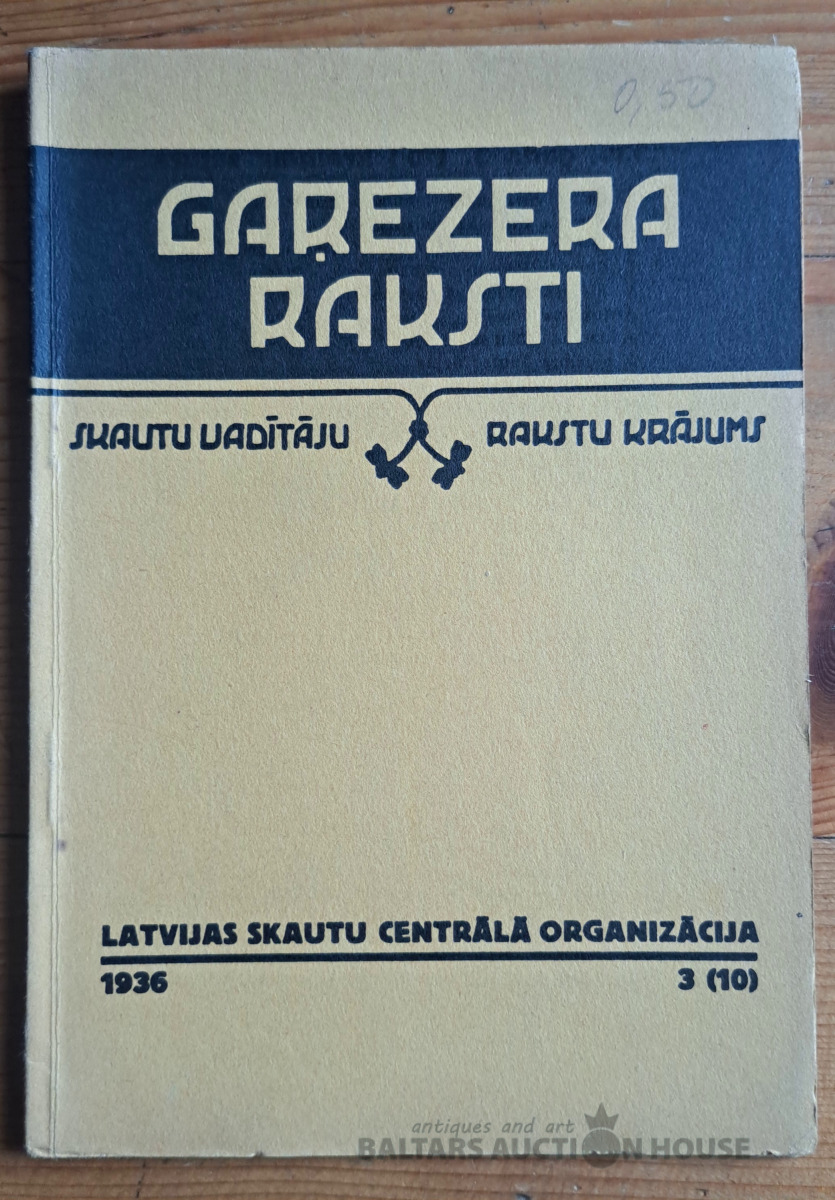 0,50
GAŖEZERA
RAKSTI
SKAUTU VADĪTĀJU RAKSTU KRĀJUMS
LATVIJAS SKAUTU CENTRĀLĀ ORGANIZĀCIJA
1936 3 (10)
antiques and art
BALTARS AUCTION HOUSE